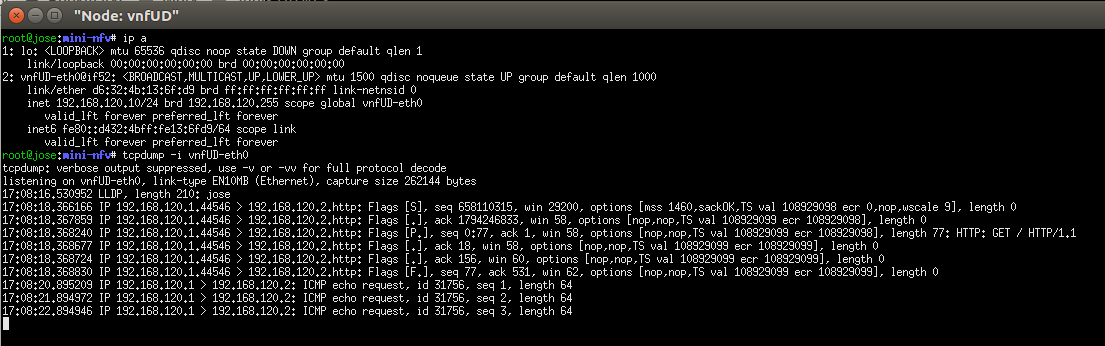 "Node: vnfUD"
root@jose:mini-nfv# ip a
1: lo: <LOOPBACK> mtu 65536 qdisc noop state DOWN group default qlen 1
    link/loopback 00:00:00:00:00:00 brd 00:00:00:00:00:00
2: vnfUD-eth0@if52: <BROADCAST,MULTICAST,UP,LOWER_UP> mtu 1500 qdisc noqueue state UP group default qlen 1000
    link/ether d6:32:4b:13:6f:d9 brd ff:ff:ff:ff:ff:ff link-netnsid 0
    inet 192.168.120.10/24 brd 192.168.120.255 scope global vnfUD-eth0
       valid_lft forever preferred_lft forever
    inet6 fe80::d432:4bff:fe13:6fd9/64 scope link
       valid_lft forever preferred_lft forever
root@jose:mini-nfv# tcpdump -i vnfUD-eth0
tcpdump: verbose output suppressed, use -v or -vv for full protocol decode
listening on vnfUD-eth0, link-type EN10MB (Ethernet), capture size 262144 bytes
17:08:16.530952 LLDP, length 210: jose
17:08:18.366166 IP 192.168.120.1.44546 > 192.168.120.2.http: Flags [S], seq 658110315, win 29200, options [mss 1460,sackOK,TS val 108929098 ecr 0,nop,wscale 9], length 0
17:08:18.367859 IP 192.168.120.1.44546 > 192.168.120.2.http: Flags [.], ack 1794246833, win 58, options [nop,nop,TS val 108929099 ecr 108929098], length 0
17:08:18.368240 IP 192.168.120.1.44546 > 192.168.120.2.http: Flags [P.], seq 0:77, ack 1, win 58, options [nop,nop,TS val 108929099 ecr 108929098], length 77: HTTP: GET / HTTP/1.1
17:08:18.368677 IP 192.168.120.1.44546 > 192.168.120.2.http: Flags [.], ack 18, win 58, options [nop,nop,TS val 108929099 ecr 108929099], length 0
17:08:18.368724 IP 192.168.120.1.44546 > 192.168.120.2.http: Flags [.], ack 156, win 60, options [nop,nop,TS val 108929099 ecr 108929099], length 0
17:08:18.368830 IP 192.168.120.1.44546 > 192.168.120.2.http: Flags [F.], seq 77, ack 531, win 62, options [nop,nop,TS val 108929099 ecr 108929099], length 0
17:08:20.895209 IP 192.168.120.1 > 192.168.120.2: ICMP echo request, id 31756, seq 1, length 64
17:08:21.894972 IP 192.168.120.1 > 192.168.120.2: ICMP echo request, id 31756, seq 2, length 64
17:08:22.894946 IP 192.168.120.1 > 192.168.120.2: ICMP echo request, id 31756, seq 3, length 64